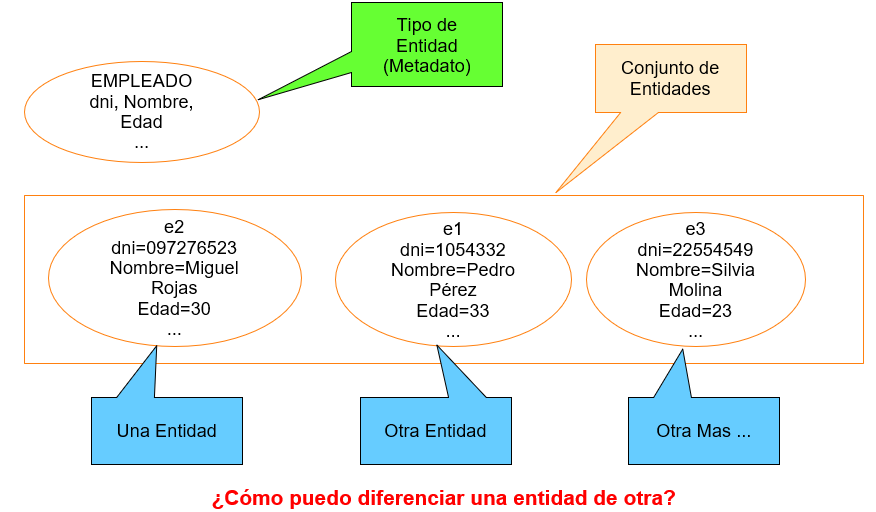 Tipo de
Entidad
(Metadato)
Conjunto de
Entidades
EMPLEADO
dni, Nombre,
Edad
...
e2
dni=097276523
Nombre=Miguel
Rojas
Edad=30
...
e1
dni=1054332
Nombre=Pedro
Pérez
Edad=33
...
e3
dni=22554549
Nombre=Silvia
Molina
Edad=23
...
Una Entidad
Otra Entidad
Otra Mas ...
¿Cómo puedo diferenciar una entidad de otra?